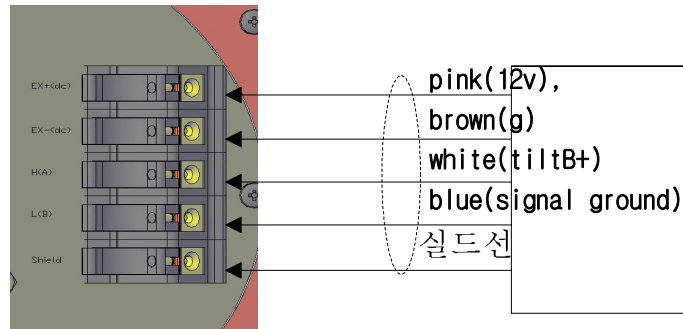 EX+(dc)
pink(12v),
EX-(dc)
brown(g)
H(A)
white(tiltB+)
L(B)
blue(signal ground)
Shield
실드선